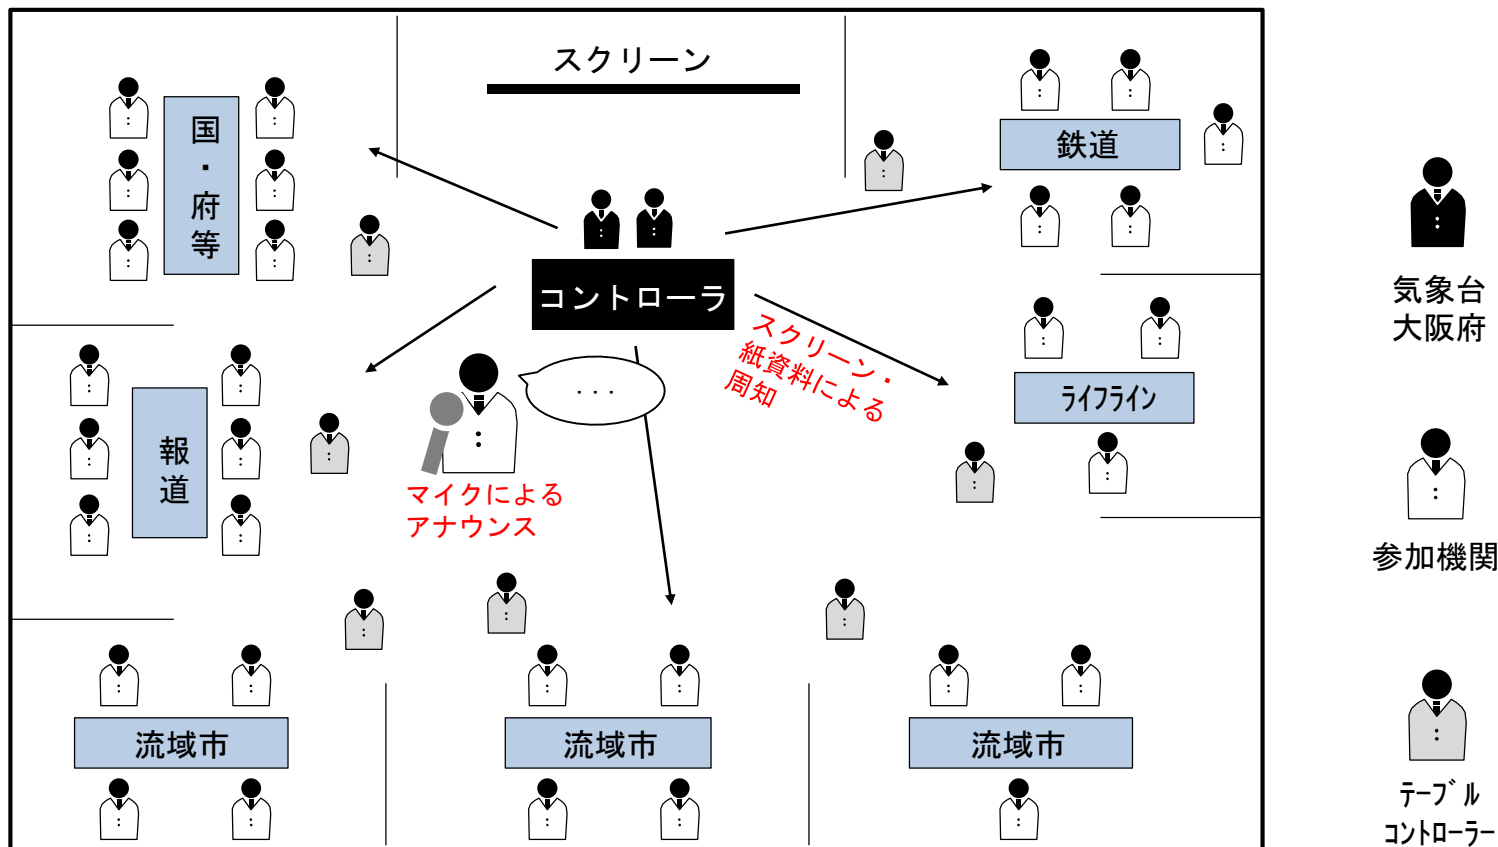 スクリーン
国・府等
鉄道
コントローラ
スクリーン・
紙資料による
周知
ﾗｲﾌﾗｲﾝ
報道
・・・
マイクによる
アナウンス
流域市
流域市
流域市
気象台
大阪府
参加機関
ﾃｰﾌﾞﾙ
ｺﾝﾄﾛｰﾗｰ